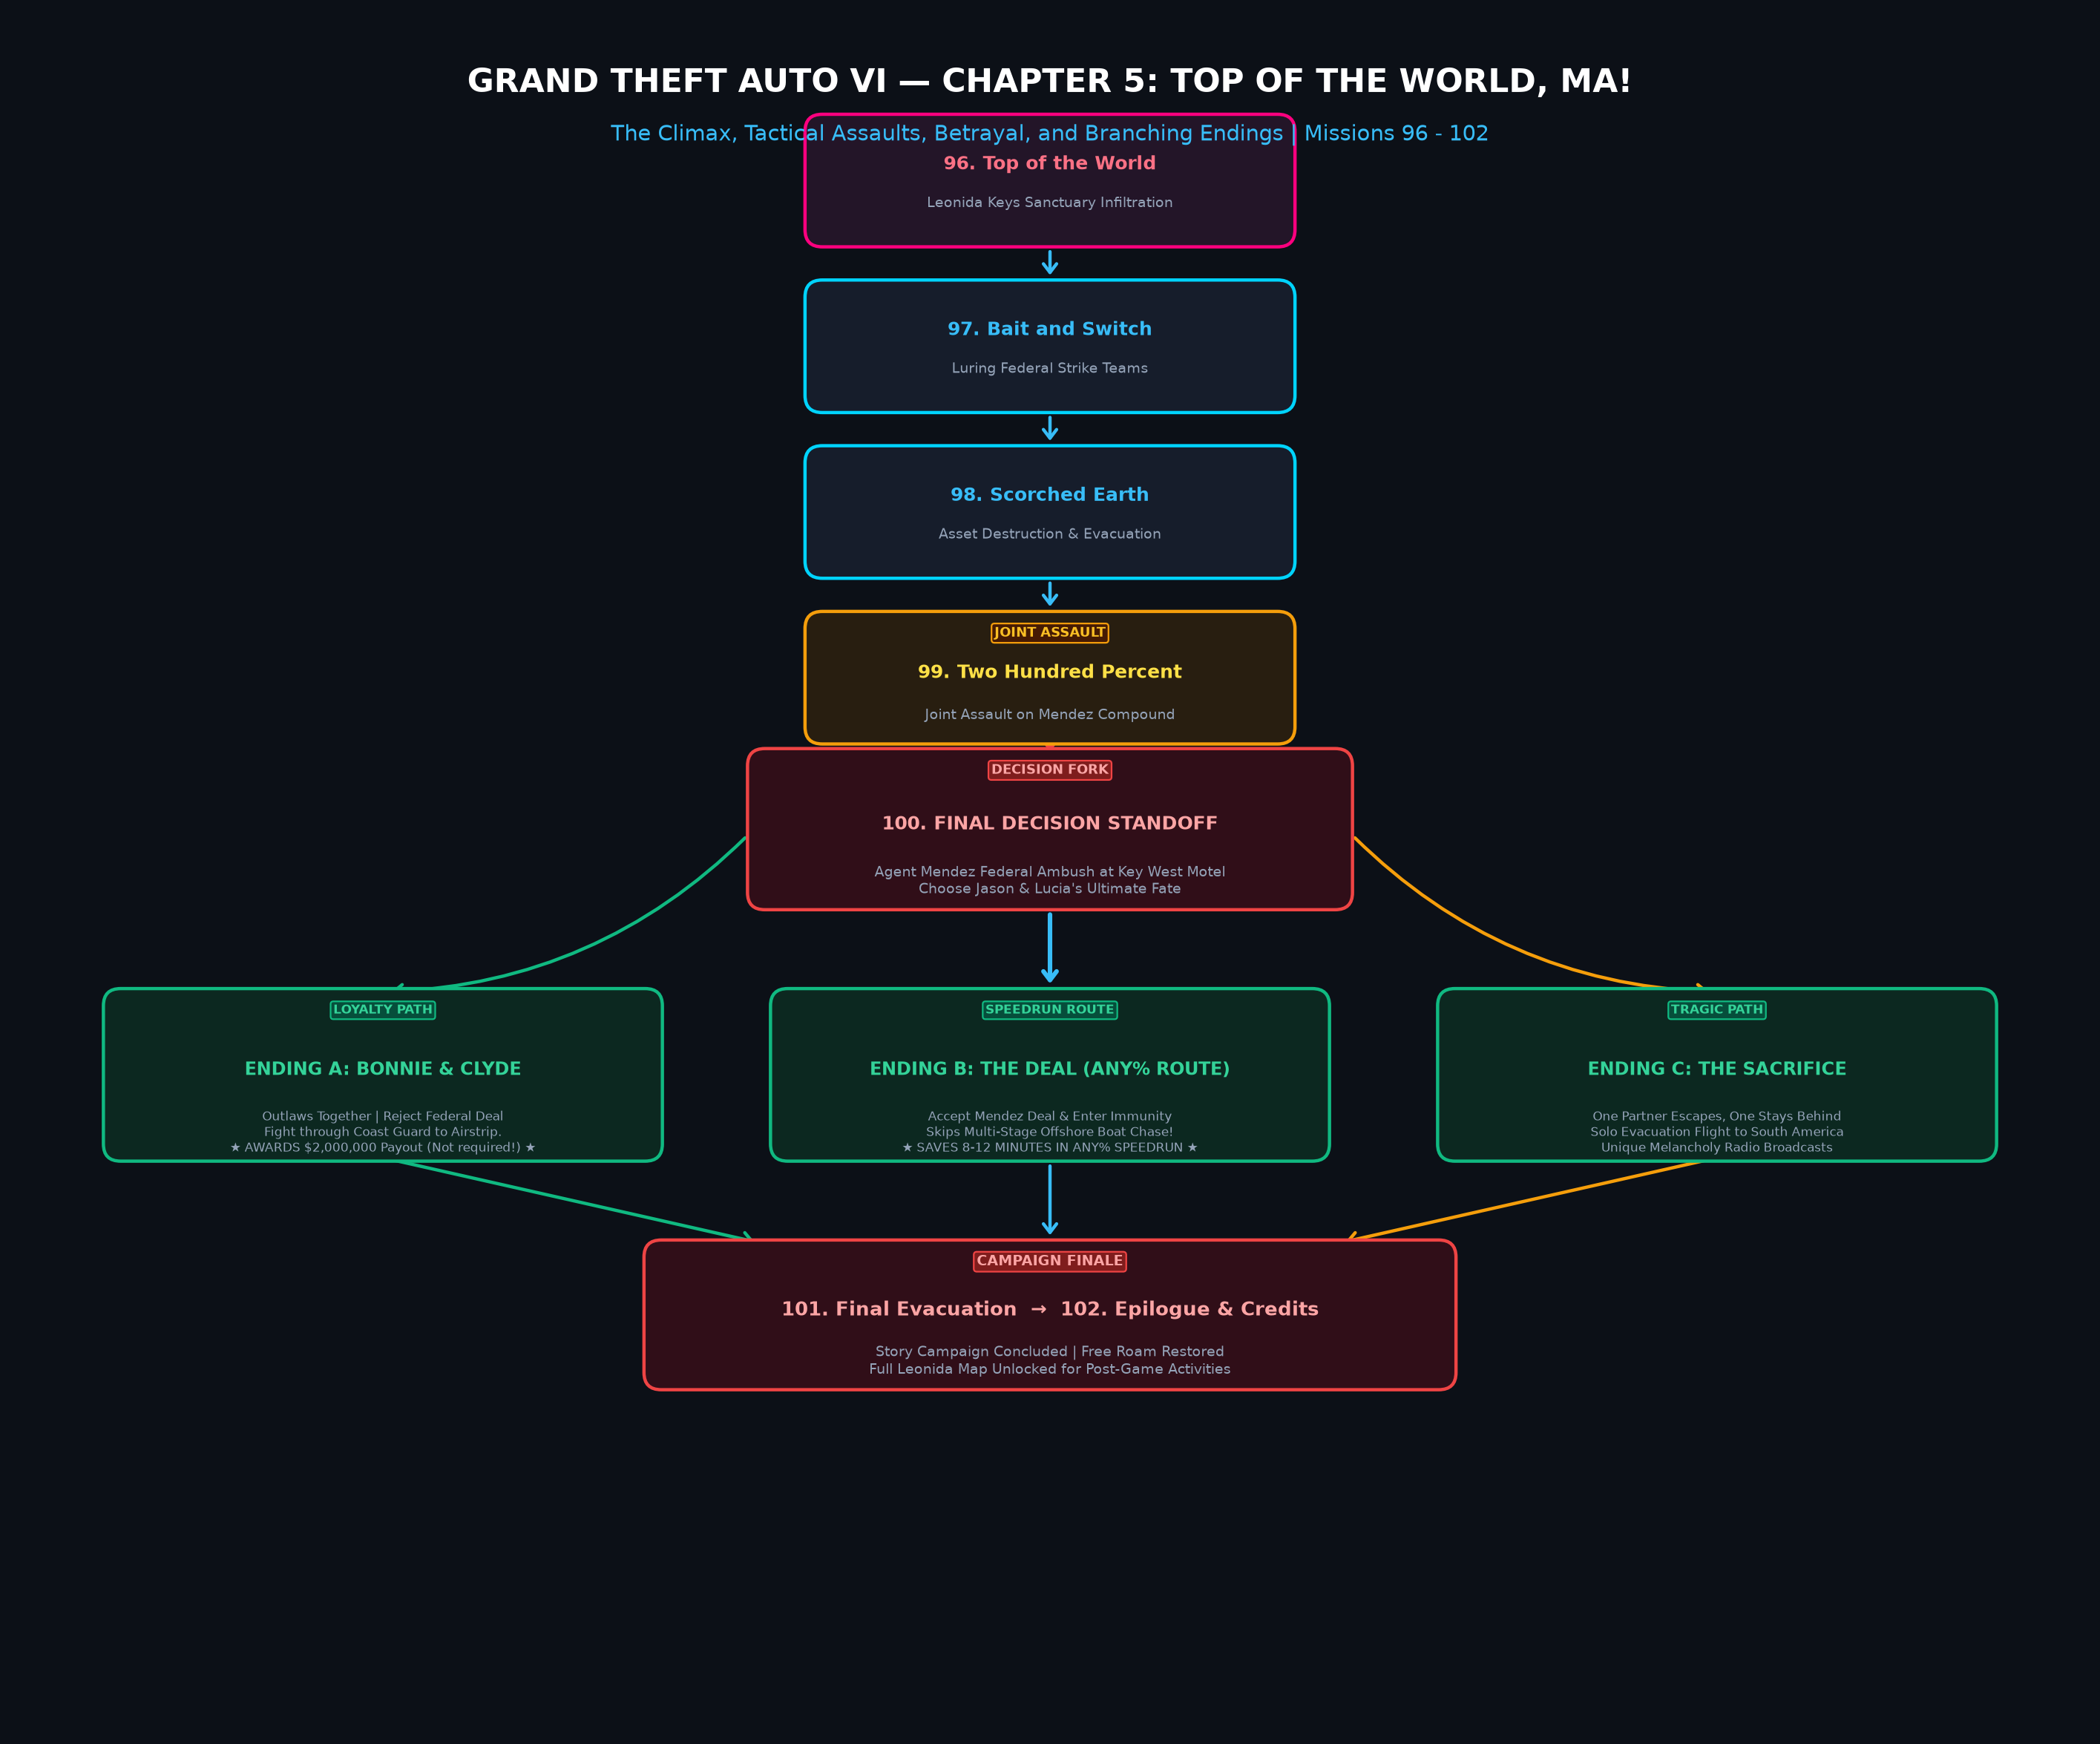 GRAND THEFT AUTO VI — CHAPTER 5: TOP OF THE WORLD, MA!
The Climax, Tactical Assaults, Betrayal, and Branching Endings | Missions 96 - 102
96. Top of the World
Leonida Keys Sanctuary Infiltration
97. Bait and Switch
Luring Federal Strike Teams
98. Scorched Earth
Asset Destruction & Evacuation
JOINT ASSAULT
99. Two Hundred Percent
Joint Assault on Mendez Compound
DECISION FORK
100. FINAL DECISION STANDOFF
Agent Mendez Federal Ambush at Key West Motel
Choose Jason & Lucia's Ultimate Fate
LOYALTY PATH
ENDING A: BONNIE & CLYDE
Outlaws Together | Reject Federal Deal
Fight through Coast Guard to Airstrip.
★ AWARDS $2,000,000 Payout (Not required!) ★
SPEEDRUN ROUTE
ENDING B: THE DEAL (ANY% ROUTE)
Accept Mendez Deal & Enter Immunity
Skips Multi-Stage Offshore Boat Chase!
★ SAVES 8-12 MINUTES IN ANY% SPEEDRUN ★
TRAGIC PATH
ENDING C: THE SACRIFICE
One Partner Escapes, One Stays Behind
Solo Evacuation Flight to South America
Unique Melancholy Radio Broadcasts
CAMPAIGN FINALE
101. Final Evacuation → 102. Epilogue & Credits
Story Campaign Concluded | Free Roam Restored
Full Leonida Map Unlocked for Post-Game Activities